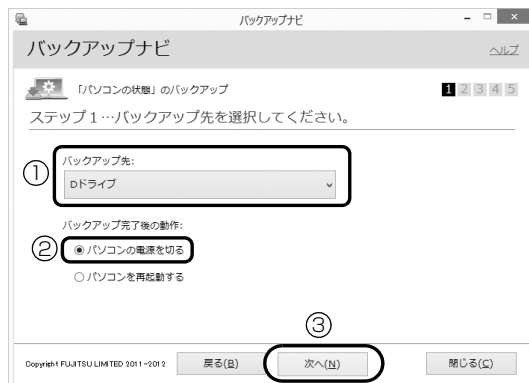 バックアップナビ
バックアップナビ
ヘルプ
「パソコンの状態」のバックアップ
1 2 3 4 5
ステップ1…バックアップ先を選択してください。
① バックアップ先:
Dドライブ
バックアップ完了後の動作:
② パソコンの電源を切る
パソコンを再起動する
③
Copyright FUJITSU LIMITED 2011-2012 戻る(B) 次へ(N) 閉じる(C)